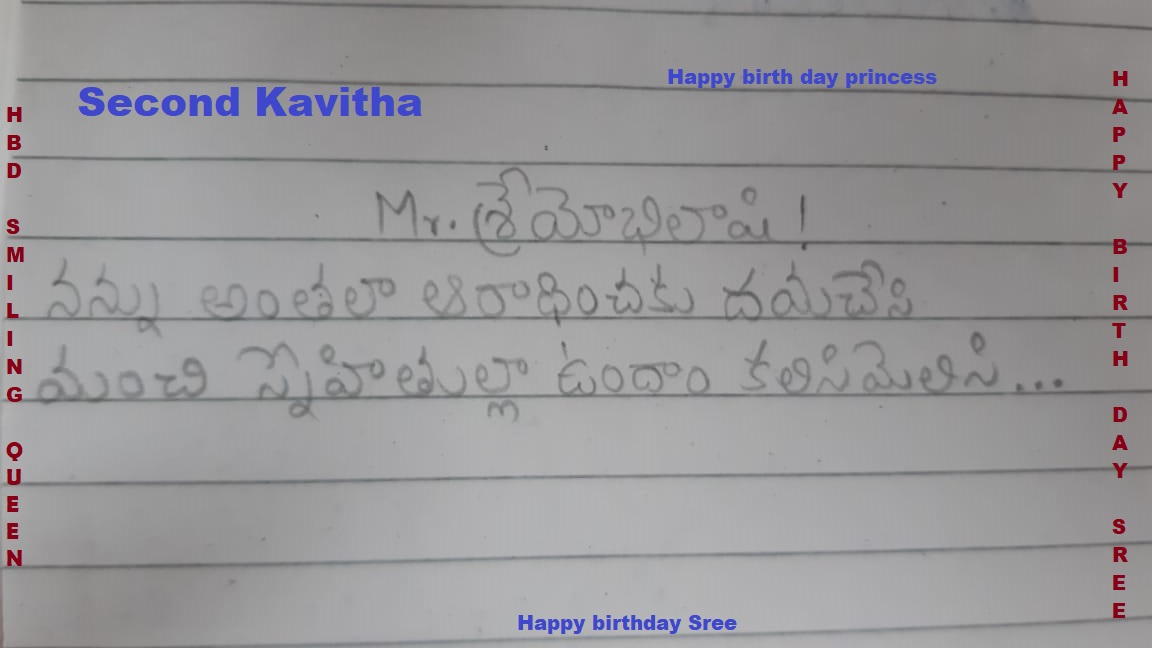 Happy birth day princess
Second Kavitha
HBD SMILING QUEEN
HAPPY BIRTH DAY SREE
Mr. శ్రేయోభిలాషి!
నన్ను అంతలా ఆరాధించకు దయచేసి
మంచి స్నేహితుల్లా ఉందాం కలిసిమెలిసి...
Happy birthday Sree